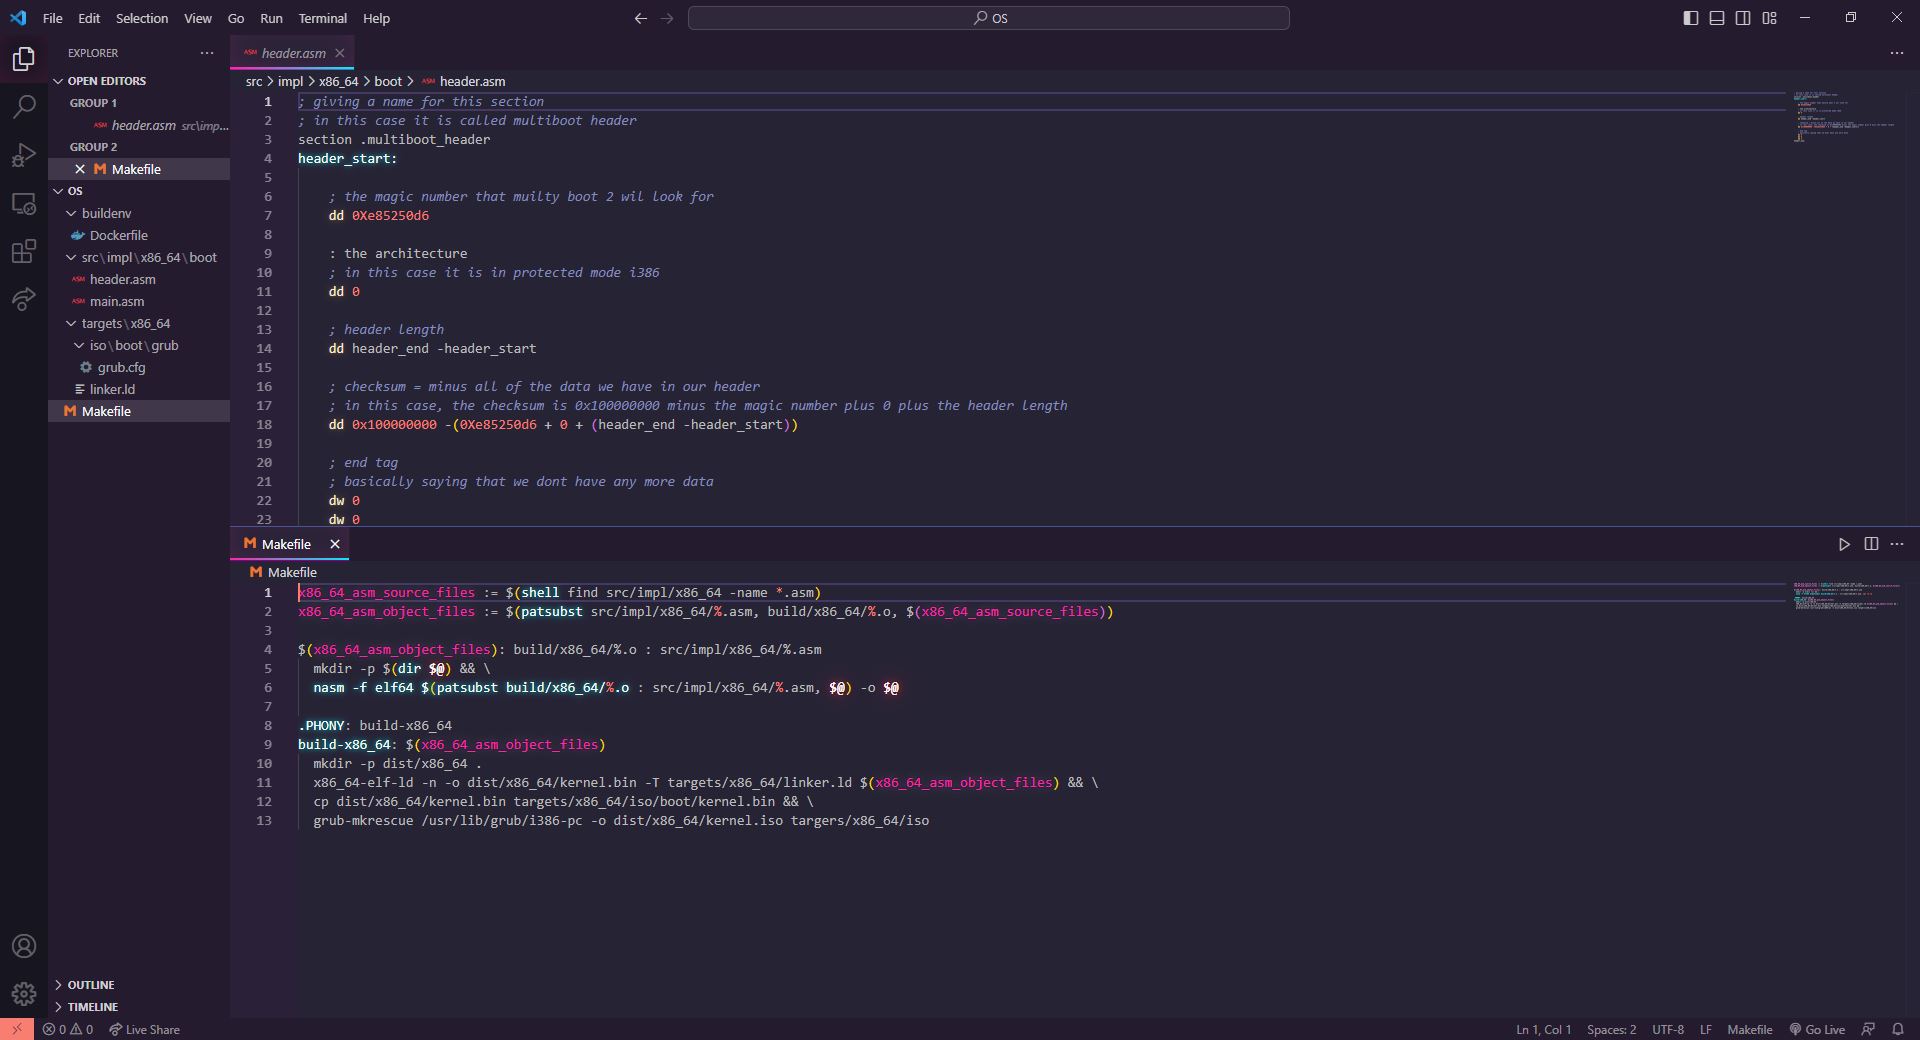 File Edit Selection View Go Run Terminal Help
OS
EXPLORER
OPEN EDITORS
GROUP 1
ASM header.asm src\imp...
GROUP 2
M Makefile
OS
buildenv
Dockerfile
src\impl\x86_64\boot
ASM header.asm
ASM main.asm
targets\x86_64
iso\boot\grub
grub.cfg
linker.ld
M Makefile
OUTLINE
TIMELINE
ASM header.asm
src > impl > x86_64 > boot > ASM header.asm
1 ; giving a name for this section
2 ; in this case it is called multiboot header
3 section .multiboot_header
4 header_start:
5
6 ; the magic number that muilty boot 2 wil look for
7 dd 0Xe85250d6
8
9 : the architecture
10 ; in this case it is in protected mode i386
11 dd 0
12
13 ; header length
14 dd header_end -header_start
15
16 ; checksum = minus all of the data we have in our header
17 ; in this case, the checksum is 0x100000000 minus the magic number plus 0 plus the header length
18 dd 0x100000000 -(0Xe85250d6 + 0 + (header_end -header_start))
19
20 ; end tag
21 ; basically saying that we dont have any more data
22 dw 0
23 dw 0
M Makefile
M Makefile
1 x86_64_asm_source_files := $(shell find src/impl/x86_64 -name *.asm)
2 x86_64_asm_object_files := $(patsubst src/impl/x86_64/%.asm, build/x86_64/%.o, $(x86_64_asm_source_files))
3
4 $(x86_64_asm_object_files): build/x86_64/%.o : src/impl/x86_64/%.asm
5 mkdir -p $(dir $@) && \
6 nasm -f elf64 $(patsubst build/x86_64/%.o : src/impl/x86_64/%.asm, $@) -o $@
7
8 .PHONY: build-x86_64
9 build-x86_64: $(x86_64_asm_object_files)
10 mkdir -p dist/x86_64 .
11 x86_64-elf-ld -n -o dist/x86_64/kernel.bin -T targets/x86_64/linker.ld $(x86_64_asm_object_files) && \
12 cp dist/x86_64/kernel.bin targets/x86_64/iso/boot/kernel.bin && \
13 grub-mkrescue /usr/lib/grub/i386-pc -o dist/x86_64/kernel.iso targers/x86_64/iso
0 0 Live Share
Ln 1, Col 1 Spaces: 2 UTF-8 LF Makefile Go Live